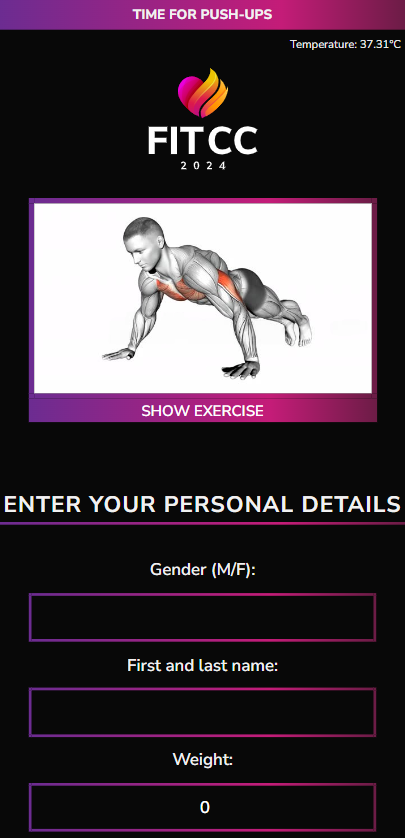 TIME FOR PUSH-UPS
Temperature: 37.31°C
FIT CC
2024
SHOW EXERCISE
ENTER YOUR PERSONAL DETAILS
Gender (M/F):
First and last name:
Weight:
0